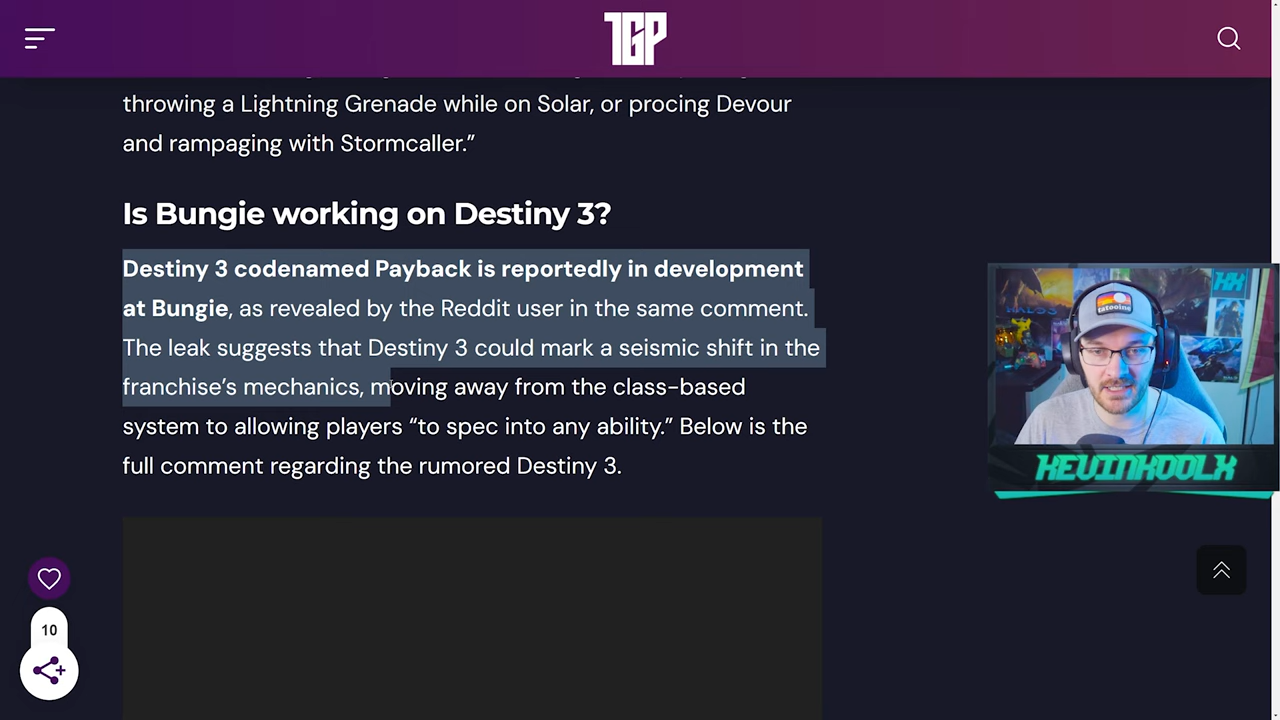 TGP
throwing a Lightning Grenade while on Solar, or procing Devour
and rampaging with Stormcaller.”
Is Bungie working on Destiny 3?
Destiny 3 codenamed Payback is reportedly in development
at Bungie, as revealed by the Reddit user in the same comment.
The leak suggests that Destiny 3 could mark a seismic shift in the
franchise’s mechanics, moving away from the class-based
system to allowing players “to spec into any ability.” Below is the
full comment regarding the rumored Destiny 3.
tatooine
KEVINKOOLX
10